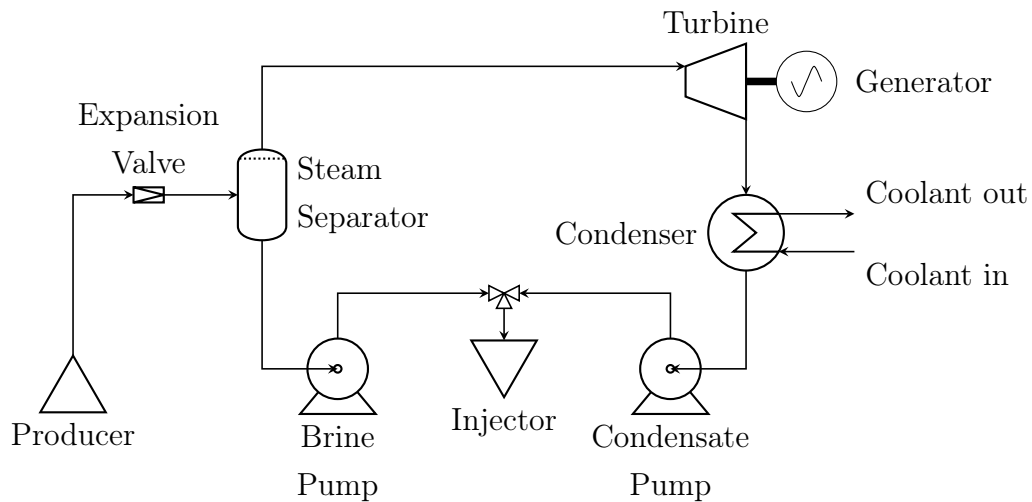 Turbine
Generator
Expansion
Valve
Steam
Separator
Coolant out
Condenser
Coolant in
Producer
Brine
Pump
Injector
Condensate
Pump